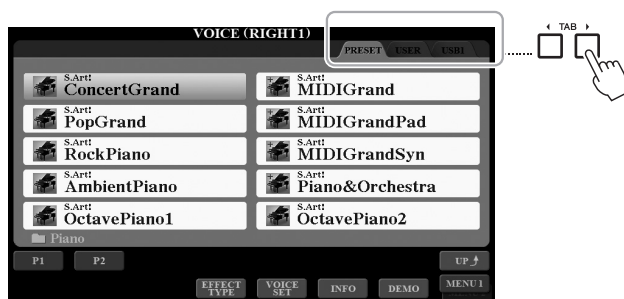 VOICE (RIGHT1)
PRESET USER USB1
TAB
S.Art!
ConcertGrand
S.Art!
MIDIGrand
S.Art!
PopGrand
S.Art!
MIDIGrandPad
S.Art!
RockPiano
S.Art!
MIDIGrandSyn
S.Art!
AmbientPiano
S.Art!
Piano&Orchestra
S.Art!
OctavePiano1
S.Art!
OctavePiano2
Piano
P1 P2 UP
EFFECT TYPE VOICE SET INFO DEMO MENU1